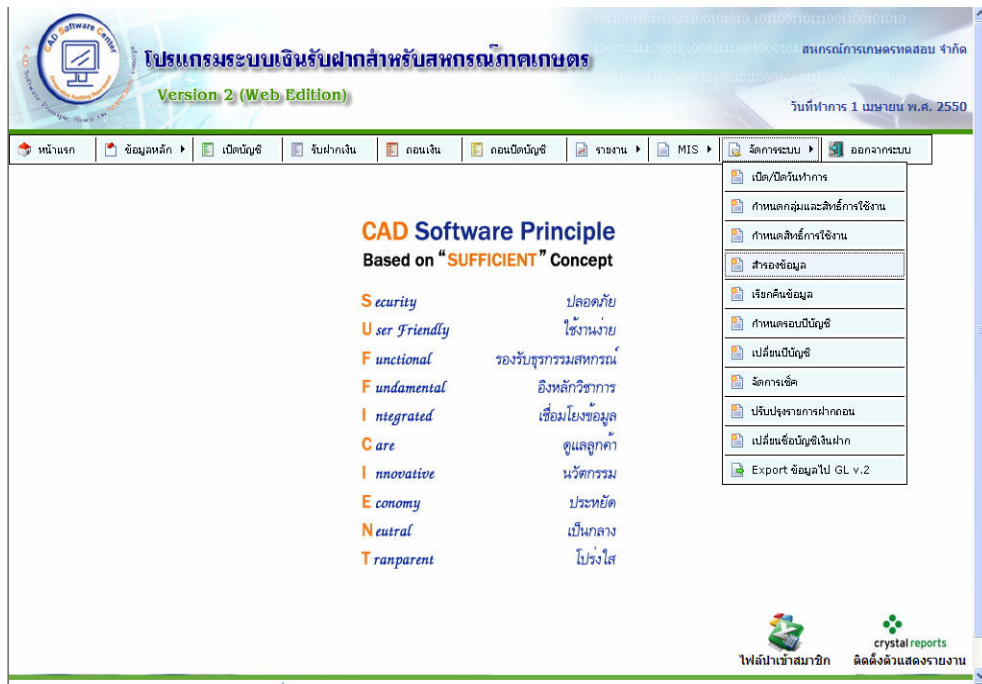 CAD Software Center
โปรแกรมระบบเงินรับฝากสำหรับสหกรณ์ภาคเกษตร
Version 2 (Web Edition)
สหกรณ์การเกษตรทดสอบ จำกัด
วันที่ทำการ 1 เมษายน พ.ศ. 2550
หน้าแรก ข้อมูลหลัก เปิดบัญชี รับฝากเงิน ถอนเงิน ถอนปิดบัญชี รายงาน MIS จัดการระบบ ออกจากระบบ
เปิด/ปิดวันทำการ
กำหนดกลุ่มและสิทธิ์การใช้งาน
กำหนดสิทธิ์การใช้งาน
สำรองข้อมูล
เรียกคืนข้อมูล
กำหนดรอบปีบัญชี
เปลี่ยนปีบัญชี
จัดการเช็ค
ปรับปรุงรายการฝากถอน
เปลี่ยนชื่อบัญชีเงินฝาก
Export ข้อมูลไป GL v.2
CAD Software Principle
Based on "SUFFICIENT" Concept
Security ปลอดภัย
User Friendly ใช้งานง่าย
Functional รองรับธุรกรรมสหกรณ์
Fundamental อิงหลักวิชาการ
Integrated เชื่อมโยงข้อมูล
Care ดูแลลูกค้า
Innovative นวัตกรรม
Economy ประหยัด
Neutral เป็นกลาง
Tranparent โปร่งใส
crystal reports
ไฟล์นำเข้าสมาชิก ติดตั้งตัวแสดงรายงาน